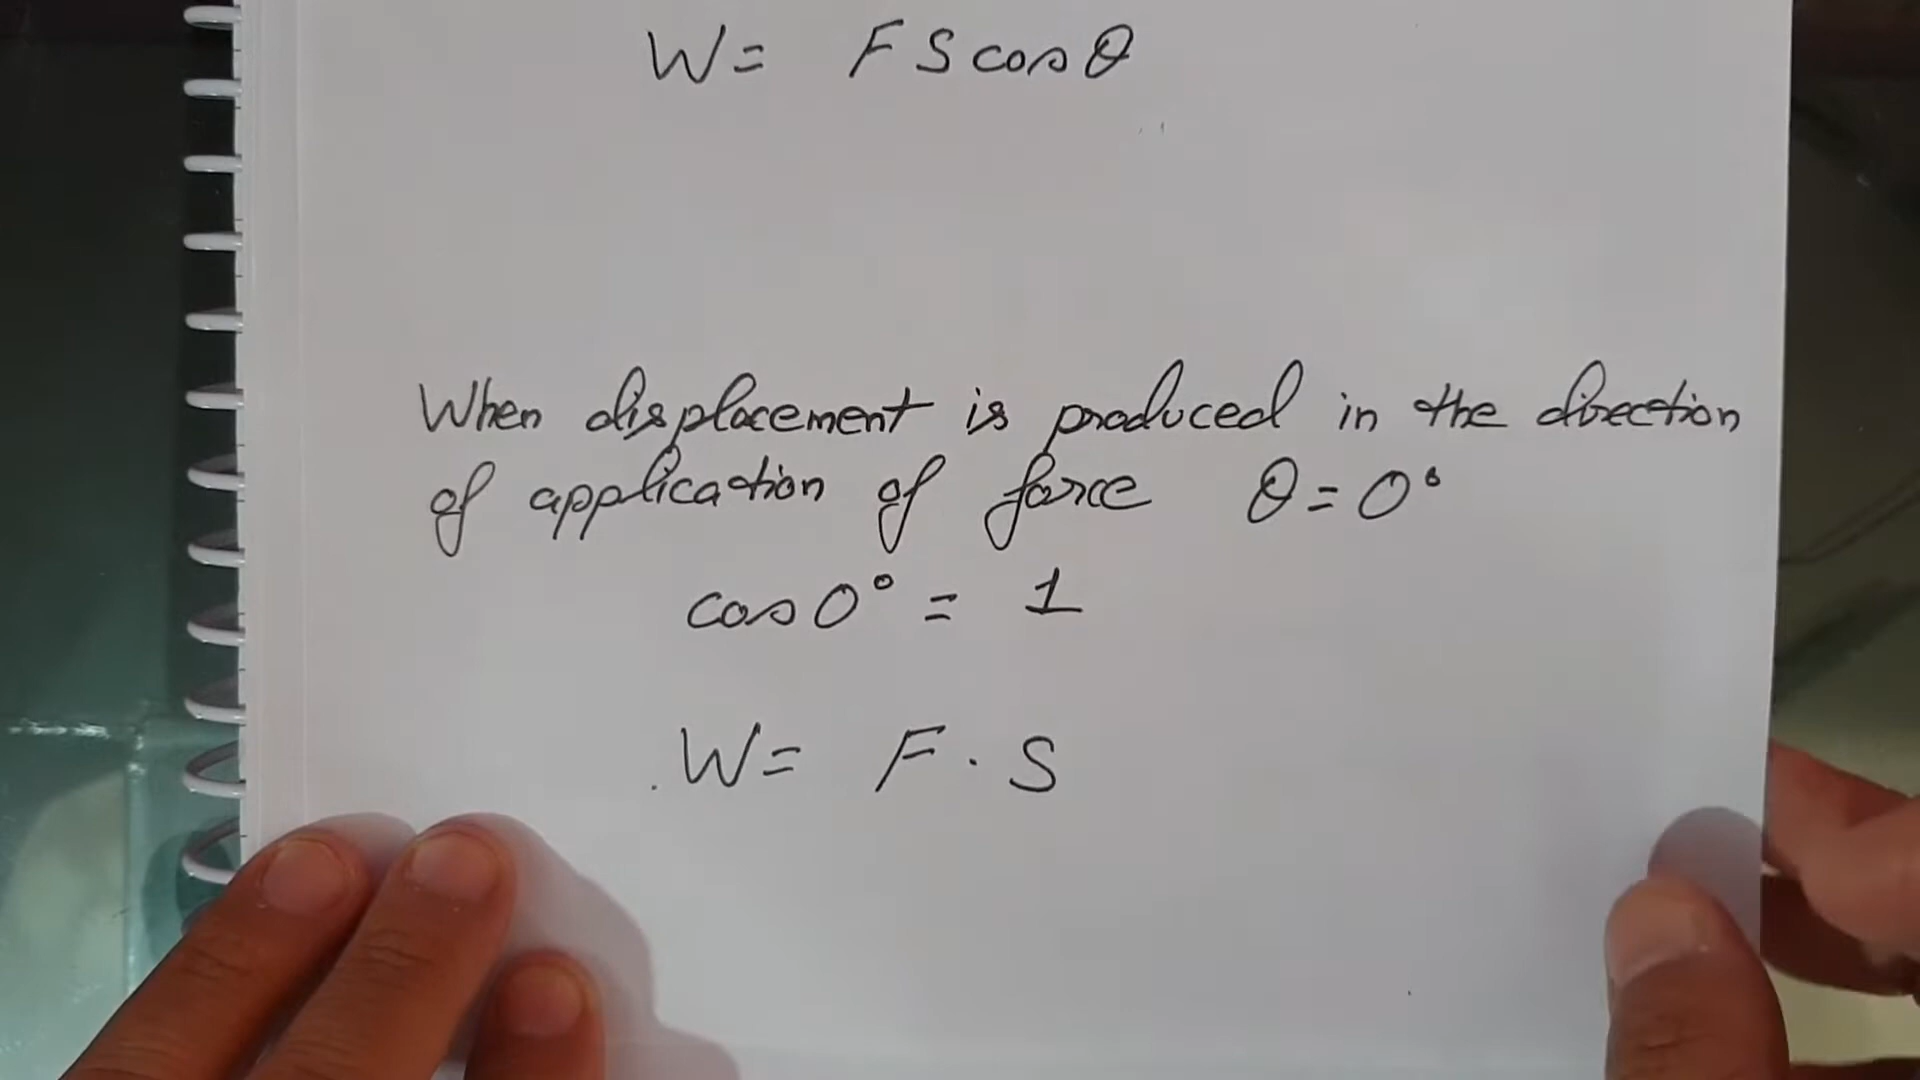 W = F S cos θ
When displacement is produced in the direction
of application of force θ = 0°
cos 0° = 1
W = F . S